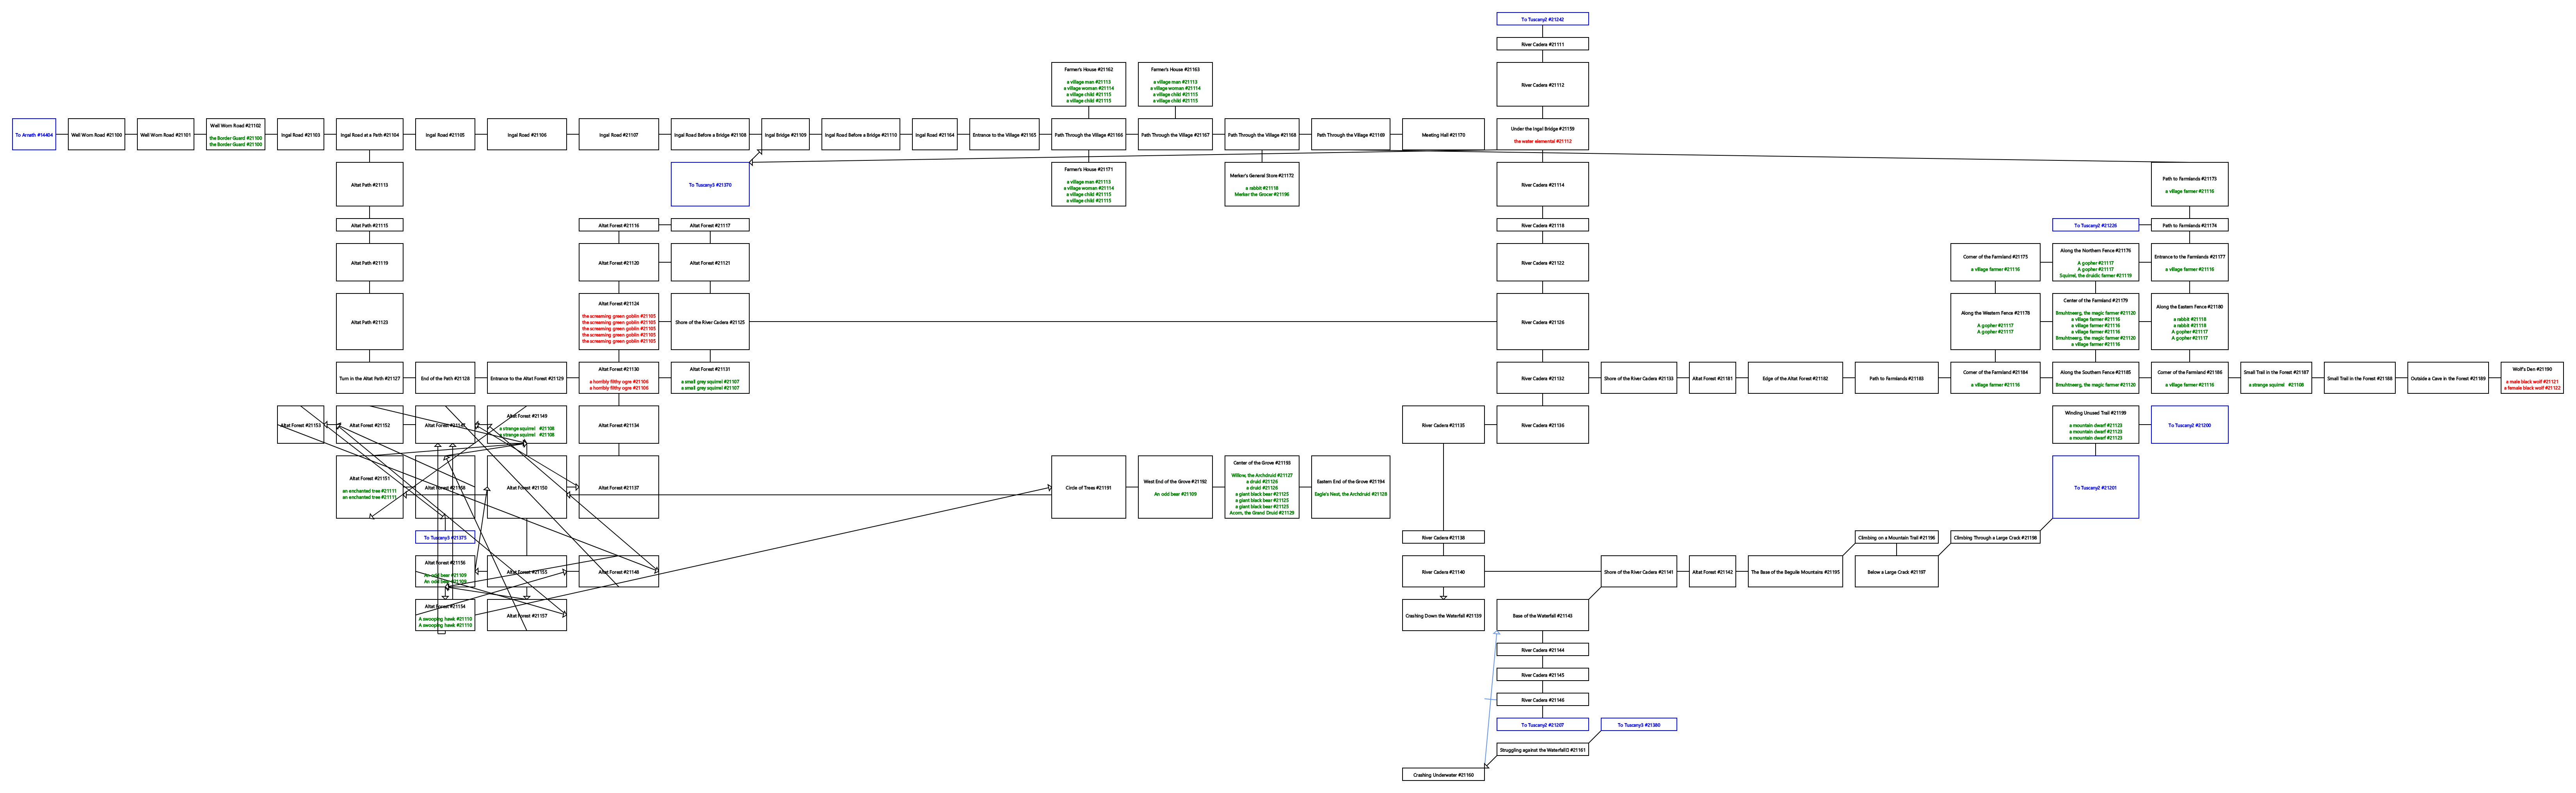 To Tuscany2 #21242
River Cadera #21111
Farmer's House #21162
a village man #21113
a village woman #21114
a village child #21115
a village child #21115
Farmer's House #21163
a village man #21113
a village woman #21114
a village child #21115
a village child #21115
River Cadera #21112
To Arnath #14404
Well Worn Road #21100
Well Worn Road #21101
Well Worn Road #21102
the Border Guard #21100
the Border Guard #21100
Ingal Road #21103
Ingal Road at a Path #21104
Ingal Road #21105
Ingal Road #21106
Ingal Road #21107
Ingal Road Before a Bridge #21108
Ingal Bridge #21109
Ingal Road Before a Bridge #21110
Ingal Road #21164
Entrance to the Village #21165
Path Through the Village #21166
Path Through the Village #21167
Path Through the Village #21168
Path Through the Village #21169
Meeting Hall #21170
Under the Ingal Bridge #21159
the water elemental #21112
Altat Path #21113
To Tuscany3 #21370
Farmer's House #21171
a village man #21113
a village woman #21114
a village child #21115
a village child #21115
Merker's General Store #21172
a rabbit #21118
Merker the Grocer #21196
River Cadera #21114
Path to Farmlands #21173
a village farmer #21116
Altat Path #21115
Altat Forest #21116
Altat Forest #21117
River Cadera #21118
To Tuscany2 #21226
Path to Farmlands #21174
Altat Path #21119
Altat Forest #21120
Altat Forest #21121
River Cadera #21122
Corner of the Farmland #21175
a village farmer #21116
Along the Northern Fence #21176
A gopher #21117
A gopher #21117
Squirrel, the druidic farmer #21119
Entrance to the Farmlands #21177
a village farmer #21116
Altat Path #21123
Altat Forest #21124
the screaming green goblin #21105
the screaming green goblin #21105
the screaming green goblin #21105
the screaming green goblin #21105
the screaming green goblin #21105
Shore of the River Cadera #21125
River Cadera #21126
Along the Western Fence #21178
A gopher #21117
A gopher #21117
Center of the Farmland #21179
Bmuhtneerg, the magic farmer #21120
a village farmer #21116
a village farmer #21116
a village farmer #21116
Bmuhtneerg, the magic farmer #21120
a village farmer #21116
Along the Eastern Fence #21180
a rabbit #21118
a rabbit #21118
A gopher #21117
A gopher #21117
Turn in the Altat Path #21127
End of the Path #21128
Entrance to the Altat Forest #21129
Altat Forest #21130
a horribly filthy ogre #21106
a horribly filthy ogre #21106
Altat Forest #21131
a small grey squirrel #21107
a small grey squirrel #21107
River Cadera #21132
Shore of the River Cadera #21133
Altat Forest #21181
Edge of the Altat Forest #21182
Path to Farmlands #21183
Corner of the Farmland #21184
a village farmer #21116
Along the Southern Fence #21185
Bmuhtneerg, the magic farmer #21120
Corner of the Farmland #21186
a village farmer #21116
Small Trail in the Forest #21187
a strange squirrel #21108
Small Trail in the Forest #21188
Outside a Cave in the Forest #21189
Wolf's Den #21190
a male black wolf #21121
a female black wolf #21122
Altat Forest #21153
Altat Forest #21152
Altat Forest
Altat Forest #21149
a strange squirrel #21108
a strange squirrel #21108
Altat Forest #21134
River Cadera #21135
River Cadera #21136
Winding Unused Trail #21199
a mountain dwarf #21123
a mountain dwarf #21123
a mountain dwarf #21123
To Tuscany2 #21200
Altat Forest #21151
an enchanted tree #21111
an enchanted tree #21111
Altat Forest #21158
Altat Forest #21150
Altat Forest #21137
Circle of Trees #21191
West End of the Grove #21192
An odd bear #21109
Center of the Grove #21193
Willow, the Archdruid #21127
a druid #21126
a druid #21126
a giant black bear #21125
a giant black bear #21125
a giant black bear #21125
Acorn, the Grand Druid #21129
Eastern End of the Grove #21194
Eagle's Nest, the Archdruid #21128
To Tuscany2 #21201
To Tuscany3 #21375
River Cadera #21138
Climbing on a Mountain Trail #21196
Climbing Through a Large Crack #21198
Altat Forest #21156
An odd bear #21109
An odd bear #21109
Altat Forest #21155
Altat Forest #21148
River Cadera #21140
Shore of the River Cadera #21141
Altat Forest #21142
The Base of the Beguile Mountains #21195
Below a Large Crack #21197
Altat Forest #21154
A swooping hawk #21110
A swooping hawk #21110
Altat Forest #21157
Crashing Down the Waterfall #21139
Base of the Waterfall #21143
River Cadera #21144
River Cadera #21145
River Cadera #21146
To Tuscany2 #21207
To Tuscany3 #21380
Struggling against the Waterfall #21161
Crashing Underwater #21160